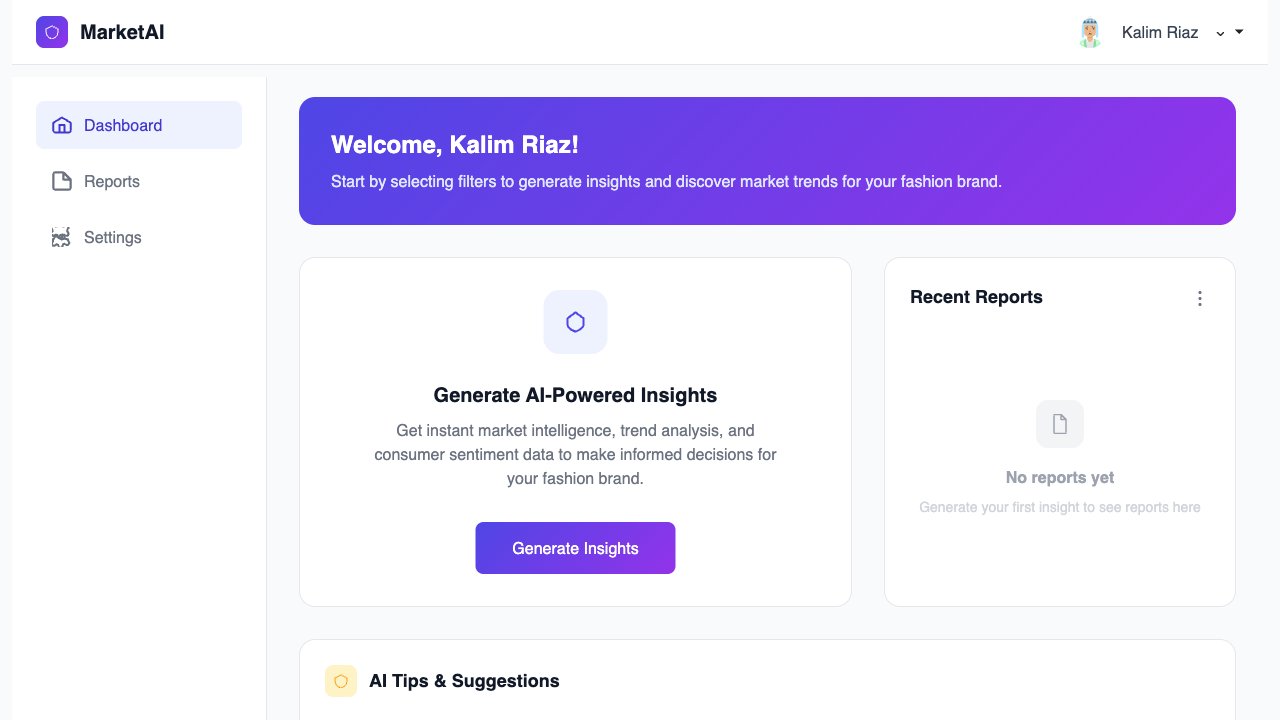 MarketAI
Kalim Riaz
Dashboard
Reports
Settings
Welcome, Kalim Riaz!
Start by selecting filters to generate insights and discover market trends for your fashion brand.
Generate AI-Powered Insights
Get instant market intelligence, trend analysis, and
consumer sentiment data to make informed decisions for
your fashion brand.
Generate Insights
Recent Reports
No reports yet
Generate your first insight to see reports here
AI Tips & Suggestions